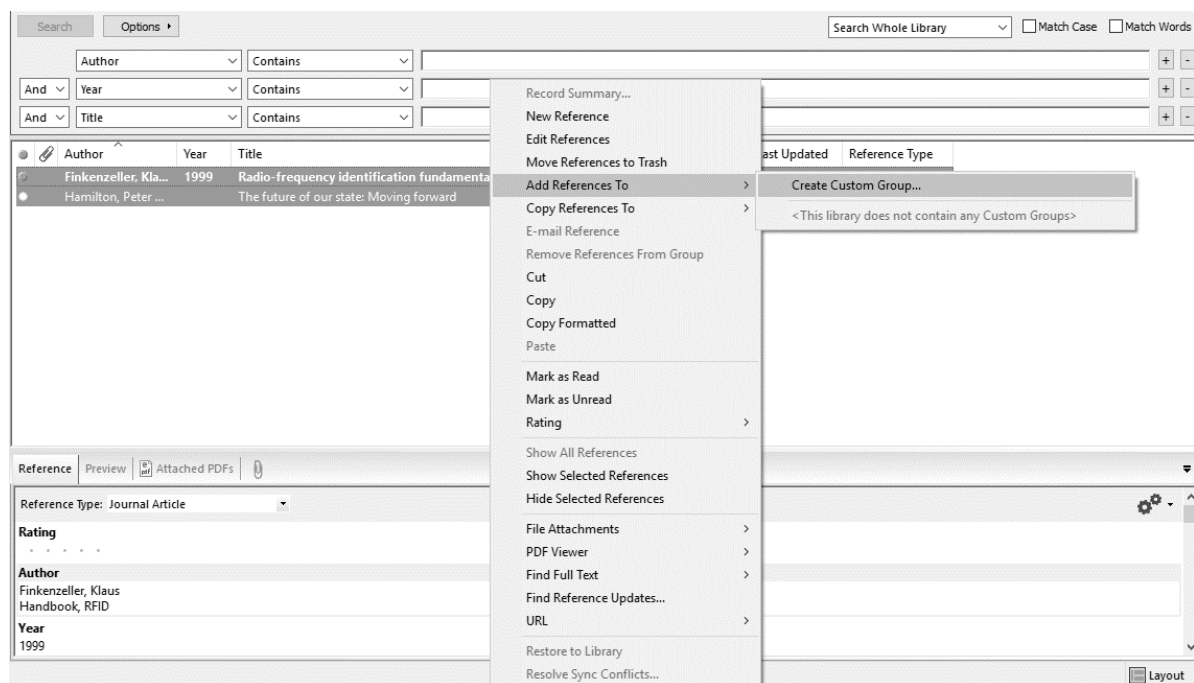 Search
Options
Search Whole Library
Match Case
Match Words
Author
Contains
+
-
And
Year
Contains
+
-
And
Title
Contains
+
-
Author
Year
Title
Last Updated
Reference Type
Finkenzeller, Kla...
1999
Radio-frequency identification fundamenta
Hamilton, Peter ...
The future of our state: Moving forward
Record Summary...
New Reference
Edit References
Move References to Trash
Add References To
Copy References To
E-mail Reference
Remove References From Group
Cut
Copy
Copy Formatted
Paste
Mark as Read
Mark as Unread
Rating
Show All References
Show Selected References
Hide Selected References
File Attachments
PDF Viewer
Find Full Text
Find Reference Updates...
URL
Restore to Library
Resolve Sync Conflicts...
Create Custom Group...
<This library does not contain any Custom Groups>
Reference
Preview
Attached PDFs
Reference Type: Journal Article
Rating
Author
Finkenzeller, Klaus
Handbook, RFID
Year
1999
Layout